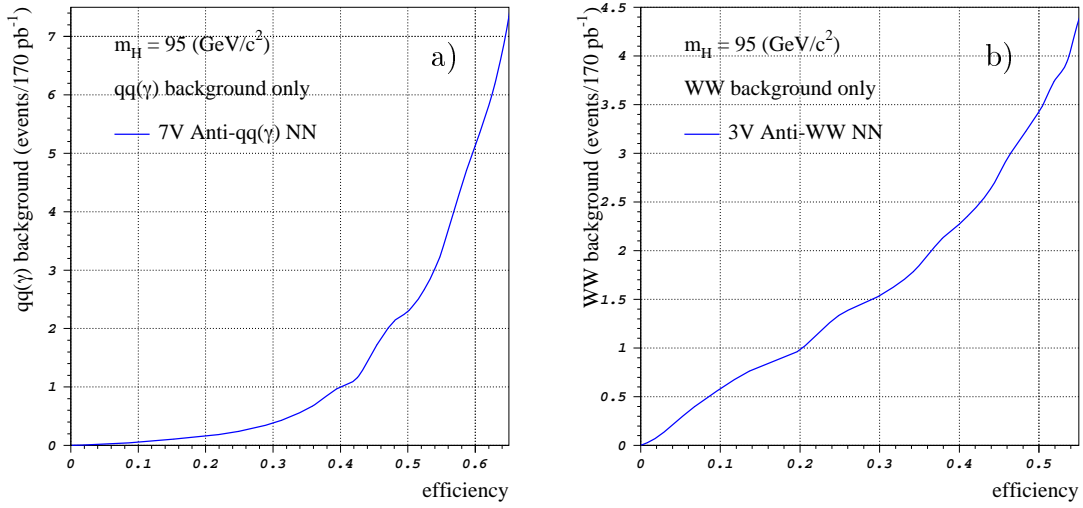 qq(γ) background (events/170 pb⁻¹)
7
6
5
4
3
2
1
0
m_H = 95 (GeV/c²)
a)
qq(γ) background only
7V Anti-qq(γ) NN
0 0.1 0.2 0.3 0.4 0.5 0.6
efficiency
WW background (events/170 pb⁻¹)
4.5
4
3.5
3
2.5
2
1.5
1
0.5
0
m_H = 95 (GeV/c²)
b)
WW background only
3V Anti-WW NN
0 0.1 0.2 0.3 0.4 0.5
efficiency